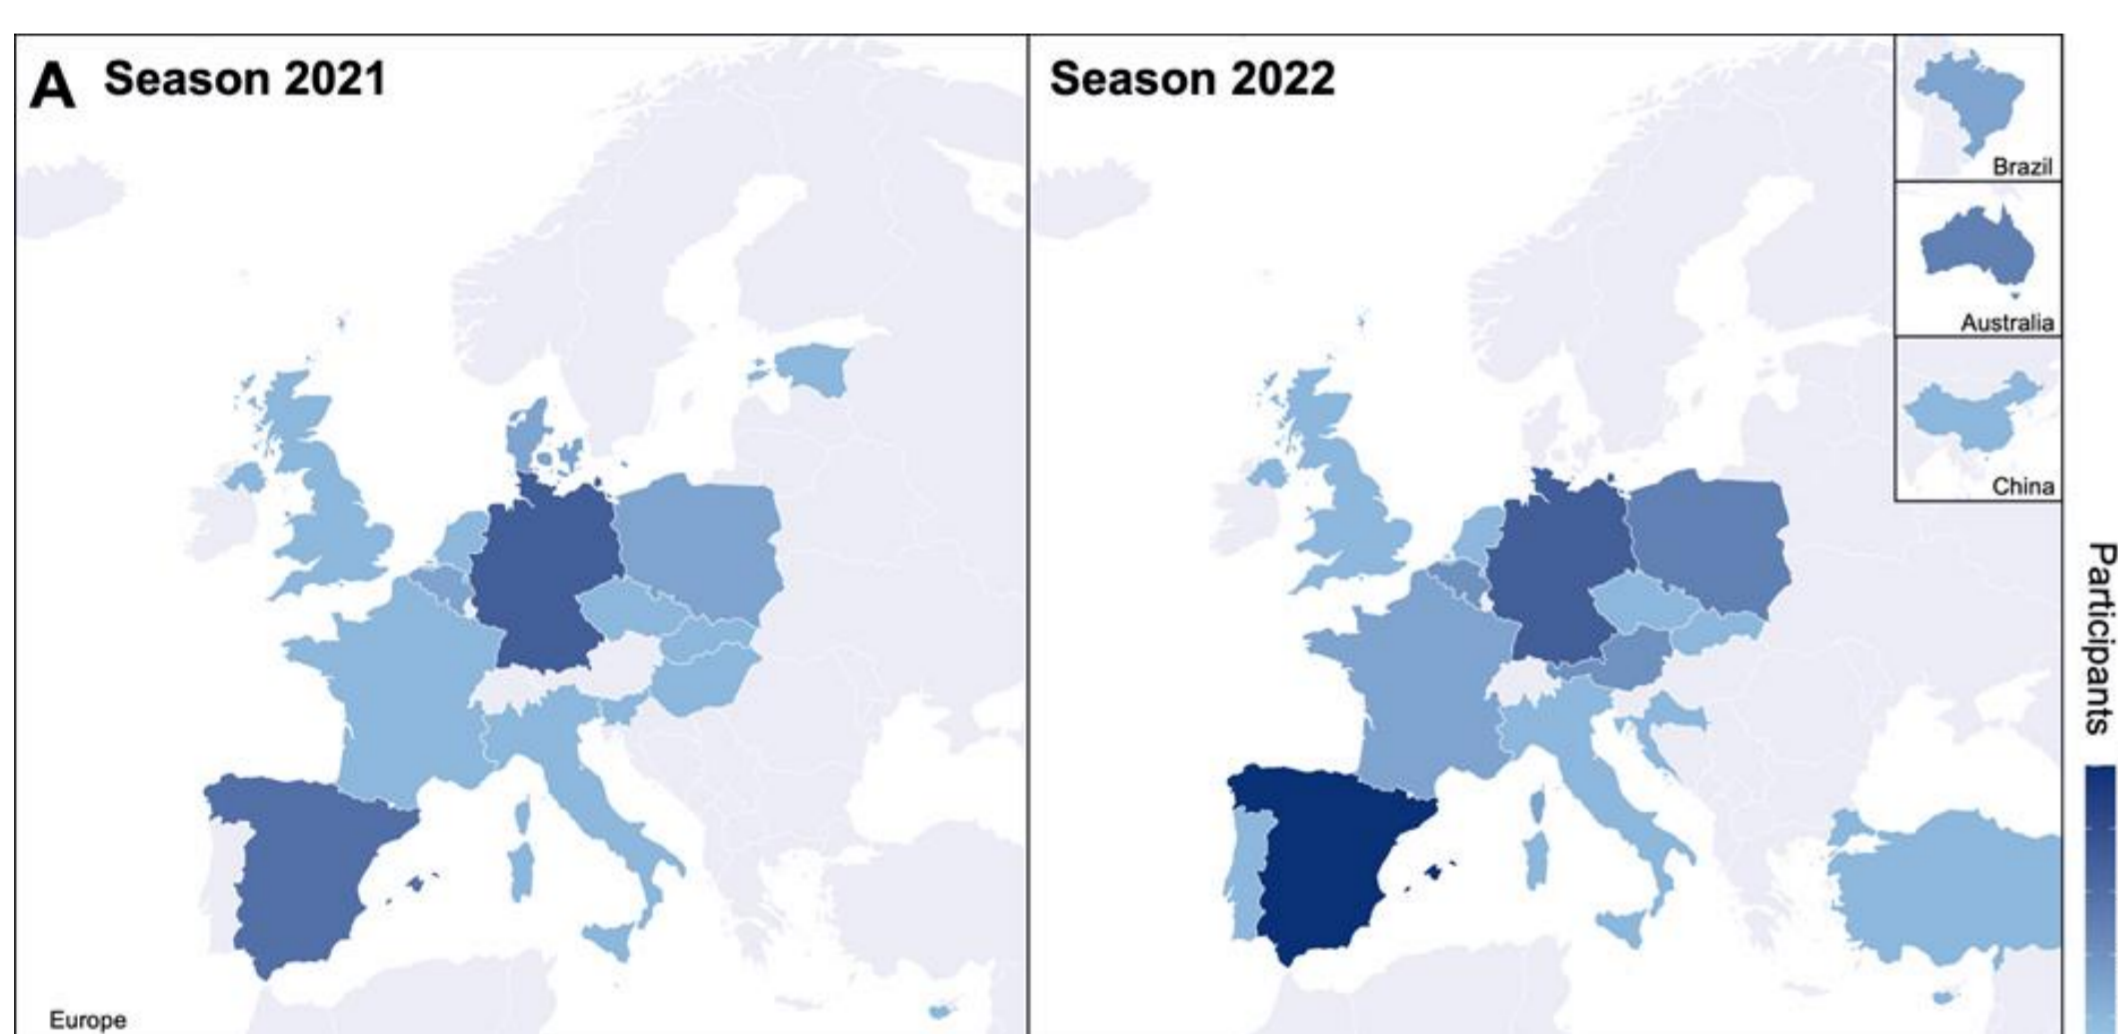 A Season 2021
Season 2022
Brazil
Australia
China
Participants
Europe